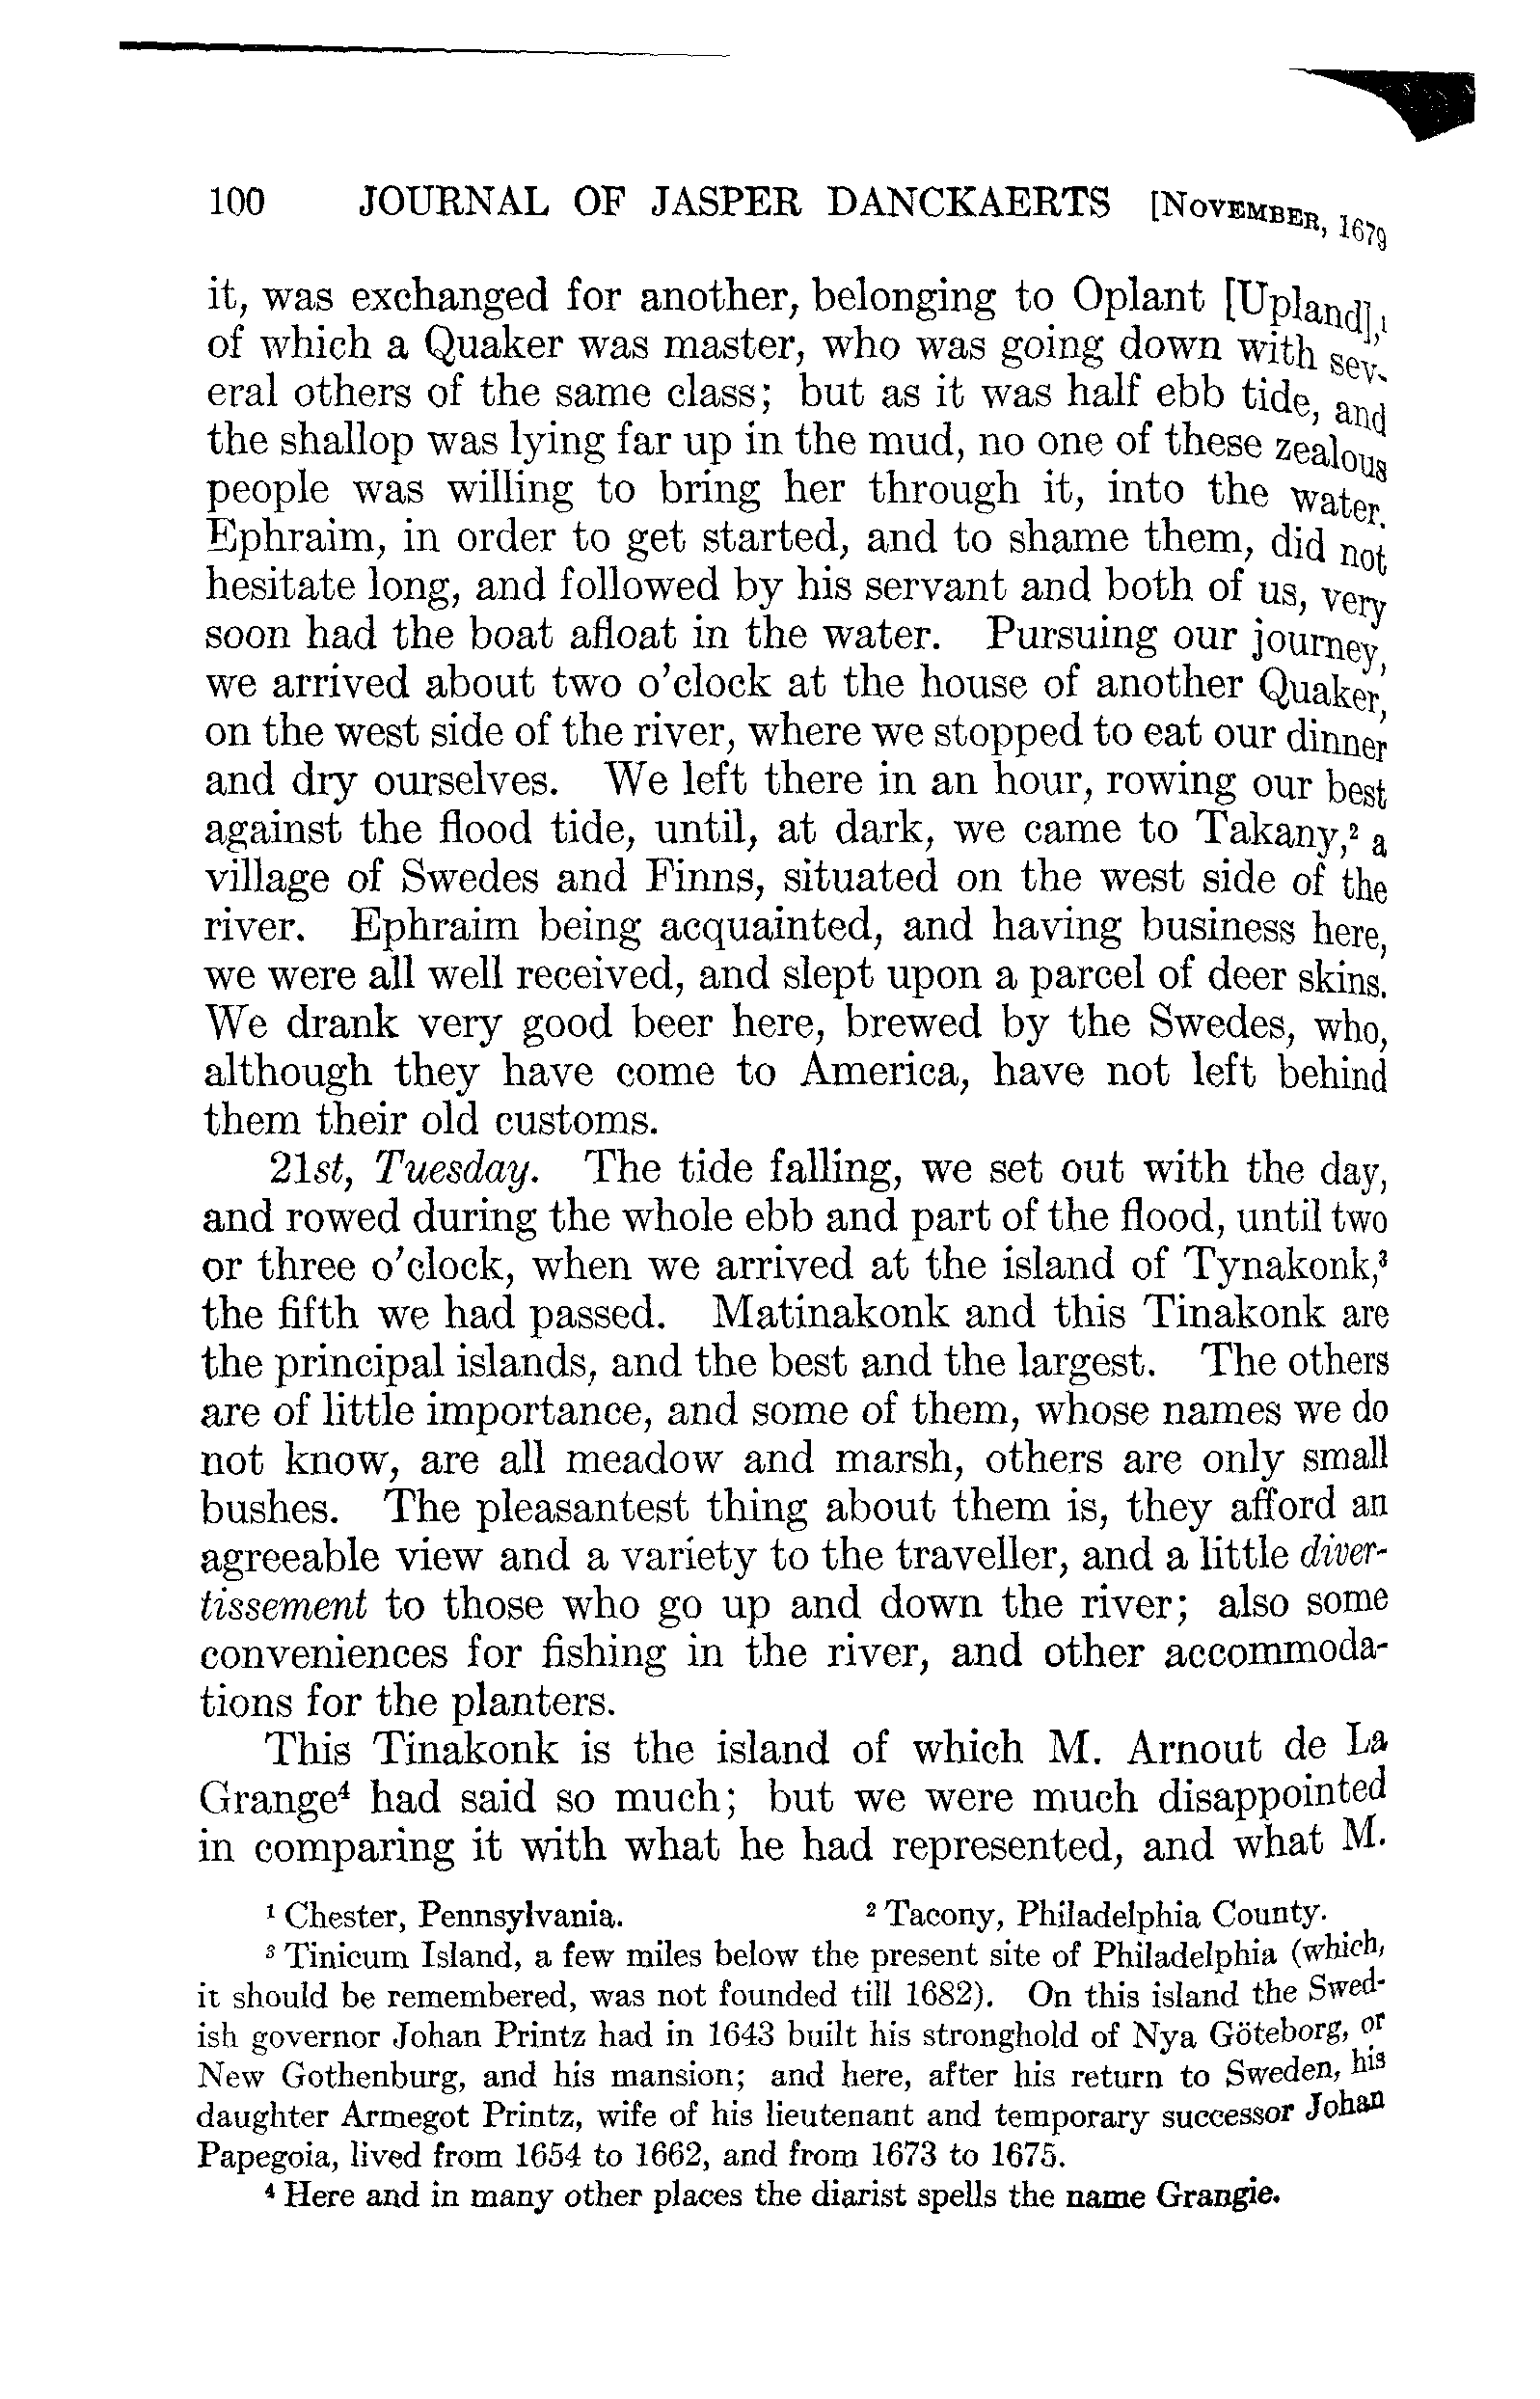 100 JOURNAL OF JASPER DANCKAERTS [NOVEMBER, 1679
it, was exchanged for another, belonging to Oplant [Upland],¹
of which a Quaker was master, who was going down with sev-
eral others of the same class; but as it was half ebb tide, and
the shallop was lying far up in the mud, no one of these zealous
people was willing to bring her through it, into the water.
Ephraim, in order to get started, and to shame them, did not
hesitate long, and followed by his servant and both of us, very
soon had the boat afloat in the water. Pursuing our journey,
we arrived about two o'clock at the house of another Quaker,
on the west side of the river, where we stopped to eat our dinner
and dry ourselves. We left there in an hour, rowing our best
against the flood tide, until, at dark, we came to Takany,² a
village of Swedes and Finns, situated on the west side of the
river. Ephraim being acquainted, and having business here,
we were all well received, and slept upon a parcel of deer skins.
We drank very good beer here, brewed by the Swedes, who,
although they have come to America, have not left behind
them their old customs.
21st, Tuesday. The tide falling, we set out with the day,
and rowed during the whole ebb and part of the flood, until two
or three o'clock, when we arrived at the island of Tynakonk,³
the fifth we had passed. Matinakonk and this Tinakonk are
the principal islands, and the best and the largest. The others
are of little importance, and some of them, whose names we do
not know, are all meadow and marsh, others are only small
bushes. The pleasantest thing about them is, they afford an
agreeable view and a variety to the traveller, and a little diver-
tissement to those who go up and down the river; also some
conveniences for fishing in the river, and other accommoda-
tions for the planters.
This Tinakonk is the island of which M. Arnout de La
Grange⁴ had said so much; but we were much disappointed
in comparing it with what he had represented, and what M.
¹ Chester, Pennsylvania. ² Tacony, Philadelphia County.
³ Tinicum Island, a few miles below the present site of Philadelphia (which,
it should be remembered, was not founded till 1682). On this island the Swed-
ish governor Johan Printz had in 1643 built his stronghold of Nya Göteborg, or
New Gothenburg, and his mansion; and here, after his return to Sweden, his
daughter Armegot Printz, wife of his lieutenant and temporary successor Johan
Papegoia, lived from 1654 to 1662, and from 1673 to 1675.
⁴ Here and in many other places the diarist spells the name Grangie.